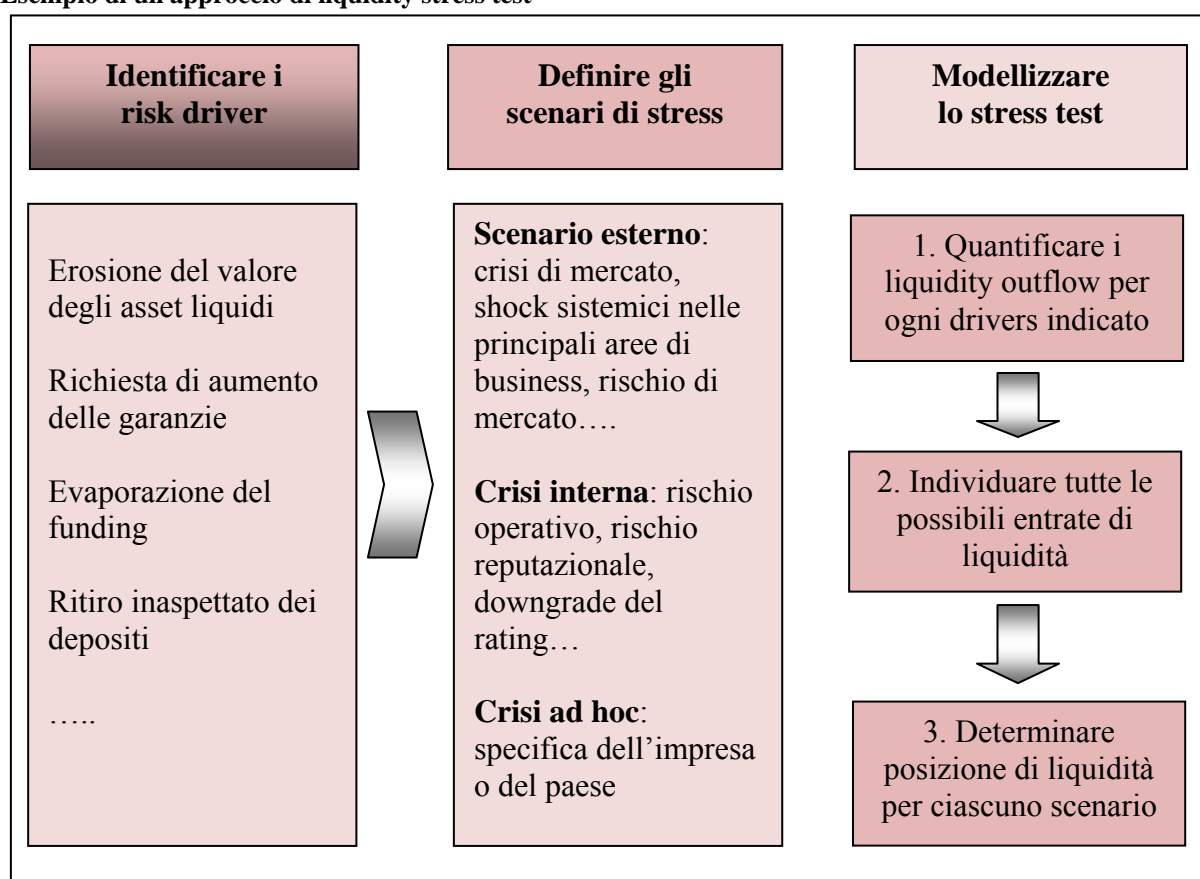 Esempio di un'approccio di liquidity stress test
Identificare i
risk driver
Erosione del valore
degli asset liquidi
Richiesta di aumento
delle garanzie
Evaporazione del
funding
Ritiro inaspettato dei
depositi
…..
Definire gli
scenari di stress
Scenario esterno:
crisi di mercato,
shock sistemici nelle
principali aree di
business, rischio di
mercato….
Crisi interna: rischio
operativo, rischio
reputazionale,
downgrade del
rating…
Crisi ad hoc:
specifica dell’impresa
o del paese
Modellizzare
lo stress test
1. Quantificare i
liquidity outflow per
ogni drivers indicato
2. Individuare tutte le
possibili entrate di
liquidità
3. Determinare
posizione di liquidità
per ciascuno scenario